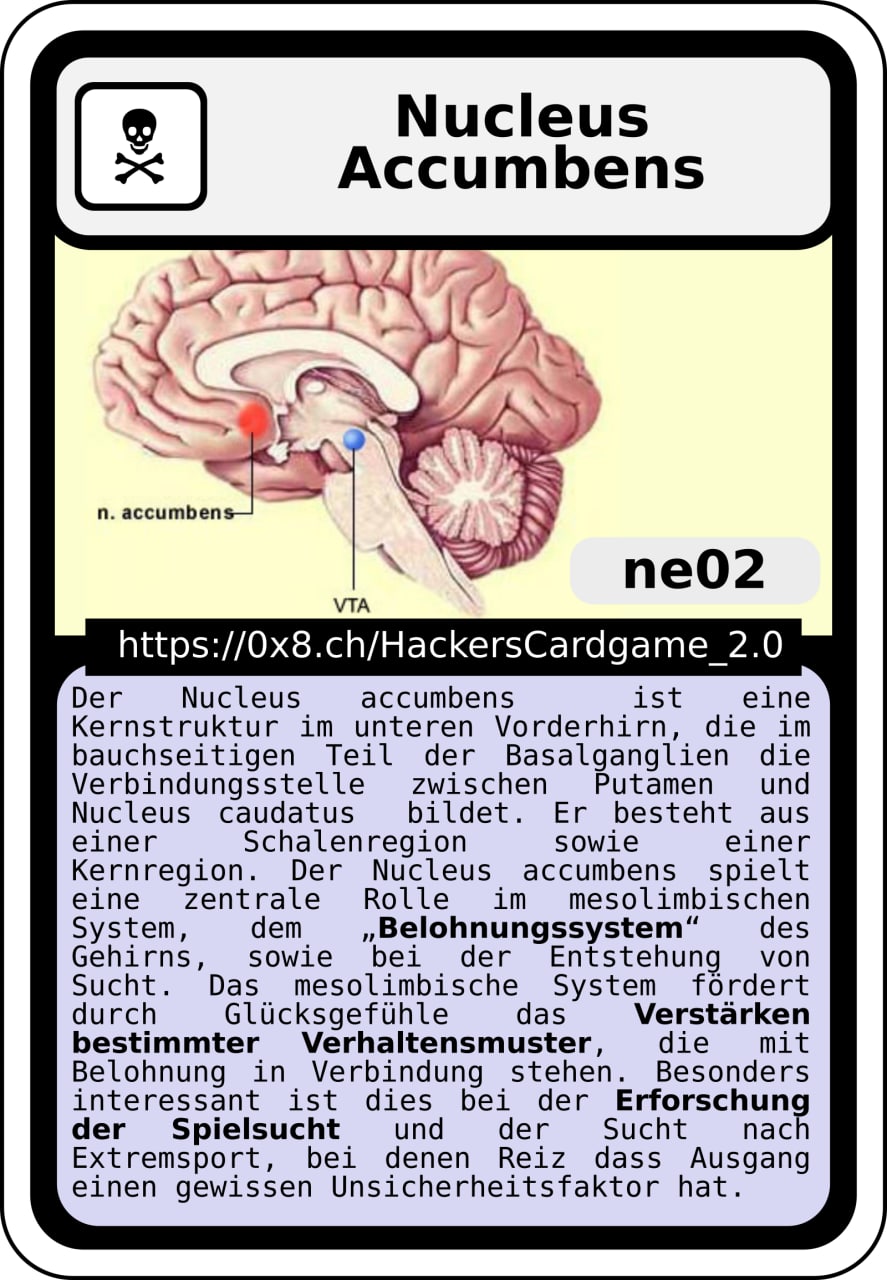 Nucleus
Accumbens
n. accumbens
VTA
ne02
https://0x8.ch/HackersCardgame_2.0
Der Nucleus accumbens ist eine
Kernstruktur im unteren Vorderhirn, die im
bauchseitigen Teil der Basalganglien die
Verbindungsstelle zwischen Putamen und
Nucleus caudatus bildet. Er besteht aus
einer Schalenregion sowie einer
Kernregion. Der Nucleus accumbens spielt
eine zentrale Rolle im mesolimbischen
System, dem „Belohnungssystem“ des
Gehirns, sowie bei der Entstehung von
Sucht. Das mesolimbische System fördert
durch Glücksgefühle das Verstärken
bestimmter Verhaltensmuster, die mit
Belohnung in Verbindung stehen. Besonders
interessant ist dies bei der Erforschung
der Spielsucht und der Sucht nach
Extremsport, bei denen Reiz dass Ausgang
einen gewissen Unsicherheitsfaktor hat.